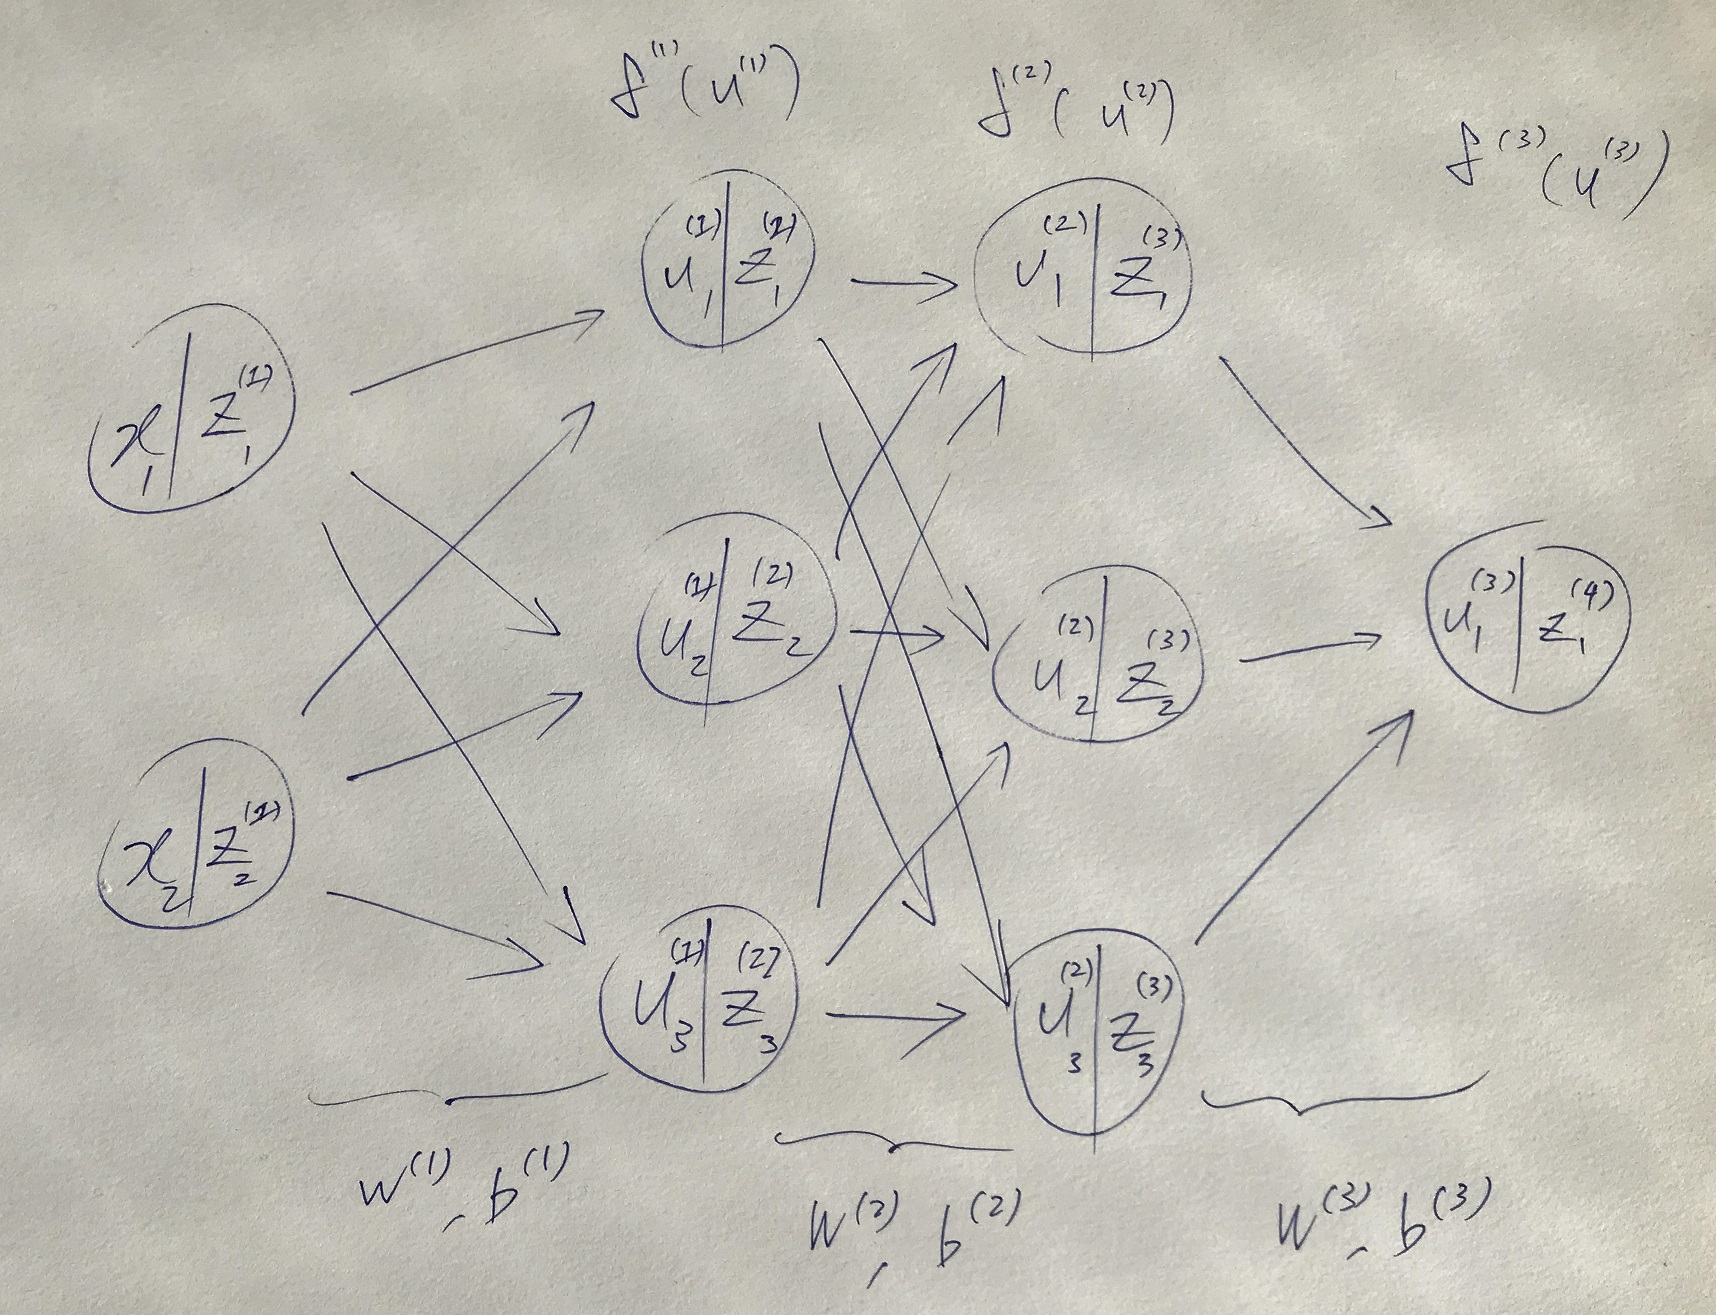 f^(1)(u^(1))
f^(2)(u^(2))
f^(3)(u^(3))
x_1 | z_1^(1)
x_2 | z_2^(1)
u_1^(1) | z_1^(2)
u_2^(1) | z_2^(2)
u_3^(1) | z_3^(2)
u_1^(2) | z_1^(3)
u_2^(2) | z_2^(3)
u_3^(2) | z_3^(3)
u_1^(3) | z_1^(4)
w^(1), b^(1)
W^(2), b^(2)
W^(3), b^(3)